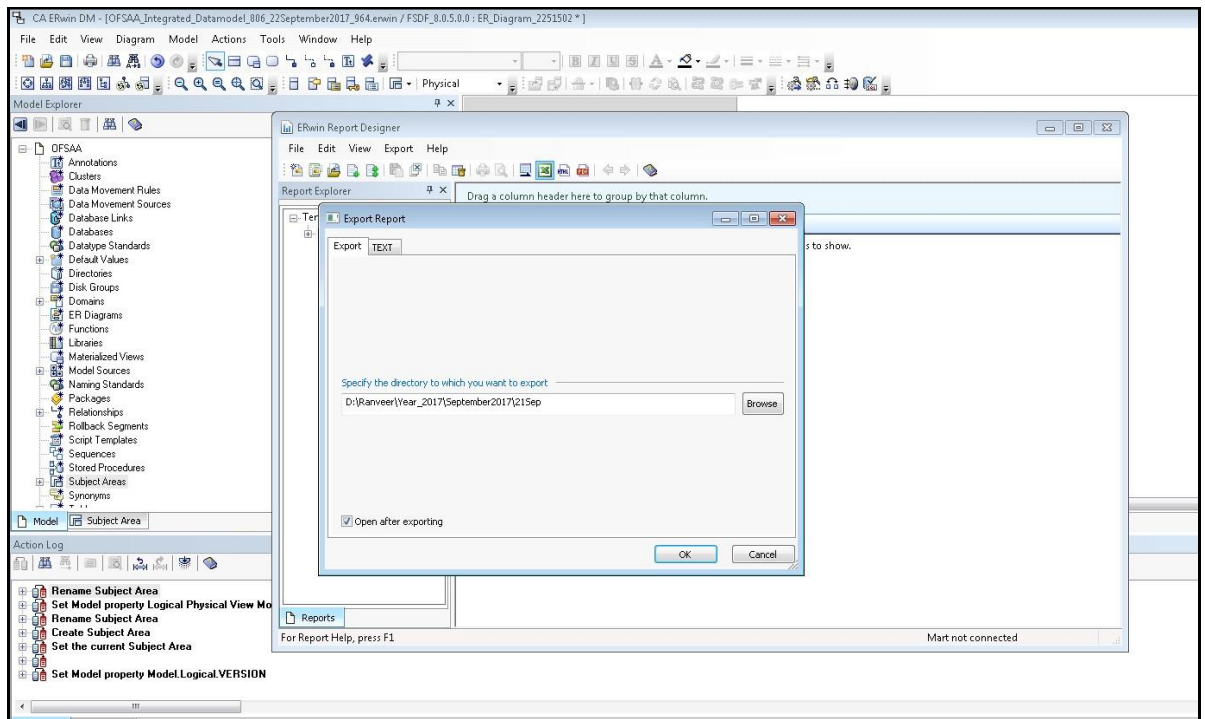 CA ERwin DM - [OFSAA_Integrated_Datamodel_806_22September2017_964.erwin / FSDF_8.0.5.0.0 : ER_Diagram_2251502 * ]
File Edit View Diagram Model Actions Tools Window Help
Physical
Model Explorer
OFSAA
Annotations
Clusters
Data Movement Rules
Data Movement Sources
Database Links
Databases
Datatype Standards
Default Values
Directories
Disk Groups
Domains
ER Diagrams
Functions
Libraries
Materialized Views
Model Sources
Naming Standards
Packages
Relationships
Rollback Segments
Script Templates
Sequences
Stored Procedures
Subject Areas
Synonyms
Model Subject Area
Action Log
Rename Subject Area
Set Model property Logical Physical View Mo
Rename Subject Area
Create Subject Area
Set the current Subject Area
Set Model property Model.Logical.VERSION
ERwin Report Designer
File Edit View Export Help
Report Explorer
Drag a column header here to group by that column.
Ter
s to show.
Export Report
Export TEXT
Specify the directory to which you want to export
D:\Ranveer\Year_2017\September2017\21Sep
Browse
Open after exporting
OK Cancel
Reports
For Report Help, press F1
Mart not connected